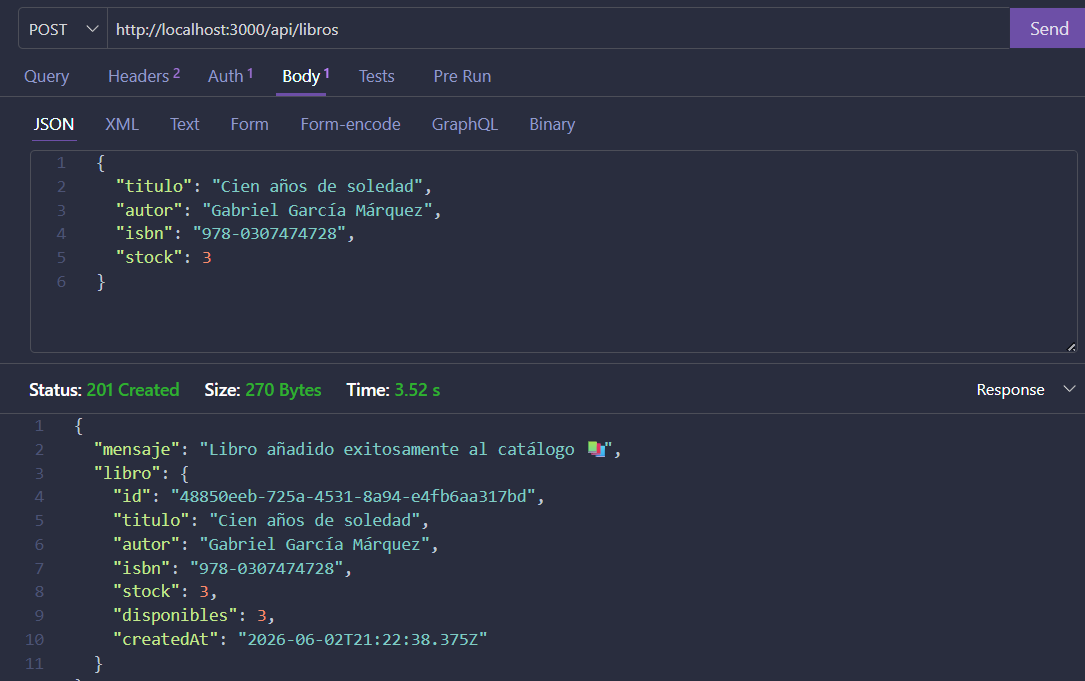 POST http://localhost:3000/api/libros Send
Query Headers 2 Auth 1 Body 1 Tests Pre Run
JSON XML Text Form Form-encode GraphQL Binary
1 {
2 "titulo": "Cien años de soledad",
3 "autor": "Gabriel García Márquez",
4 "isbn": "978-0307474728",
5 "stock": 3
6 }
Status: 201 Created Size: 270 Bytes Time: 3.52 s Response
1 {
2 "mensaje": "Libro añadido exitosamente al catálogo 📚",
3 "libro": {
4 "id": "48850eeb-725a-4531-8a94-e4fb6aa317bd",
5 "titulo": "Cien años de soledad",
6 "autor": "Gabriel García Márquez",
7 "isbn": "978-0307474728",
8 "stock": 3,
9 "disponibles": 3,
10 "createdAt": "2026-06-02T21:22:38.375Z"
11 }